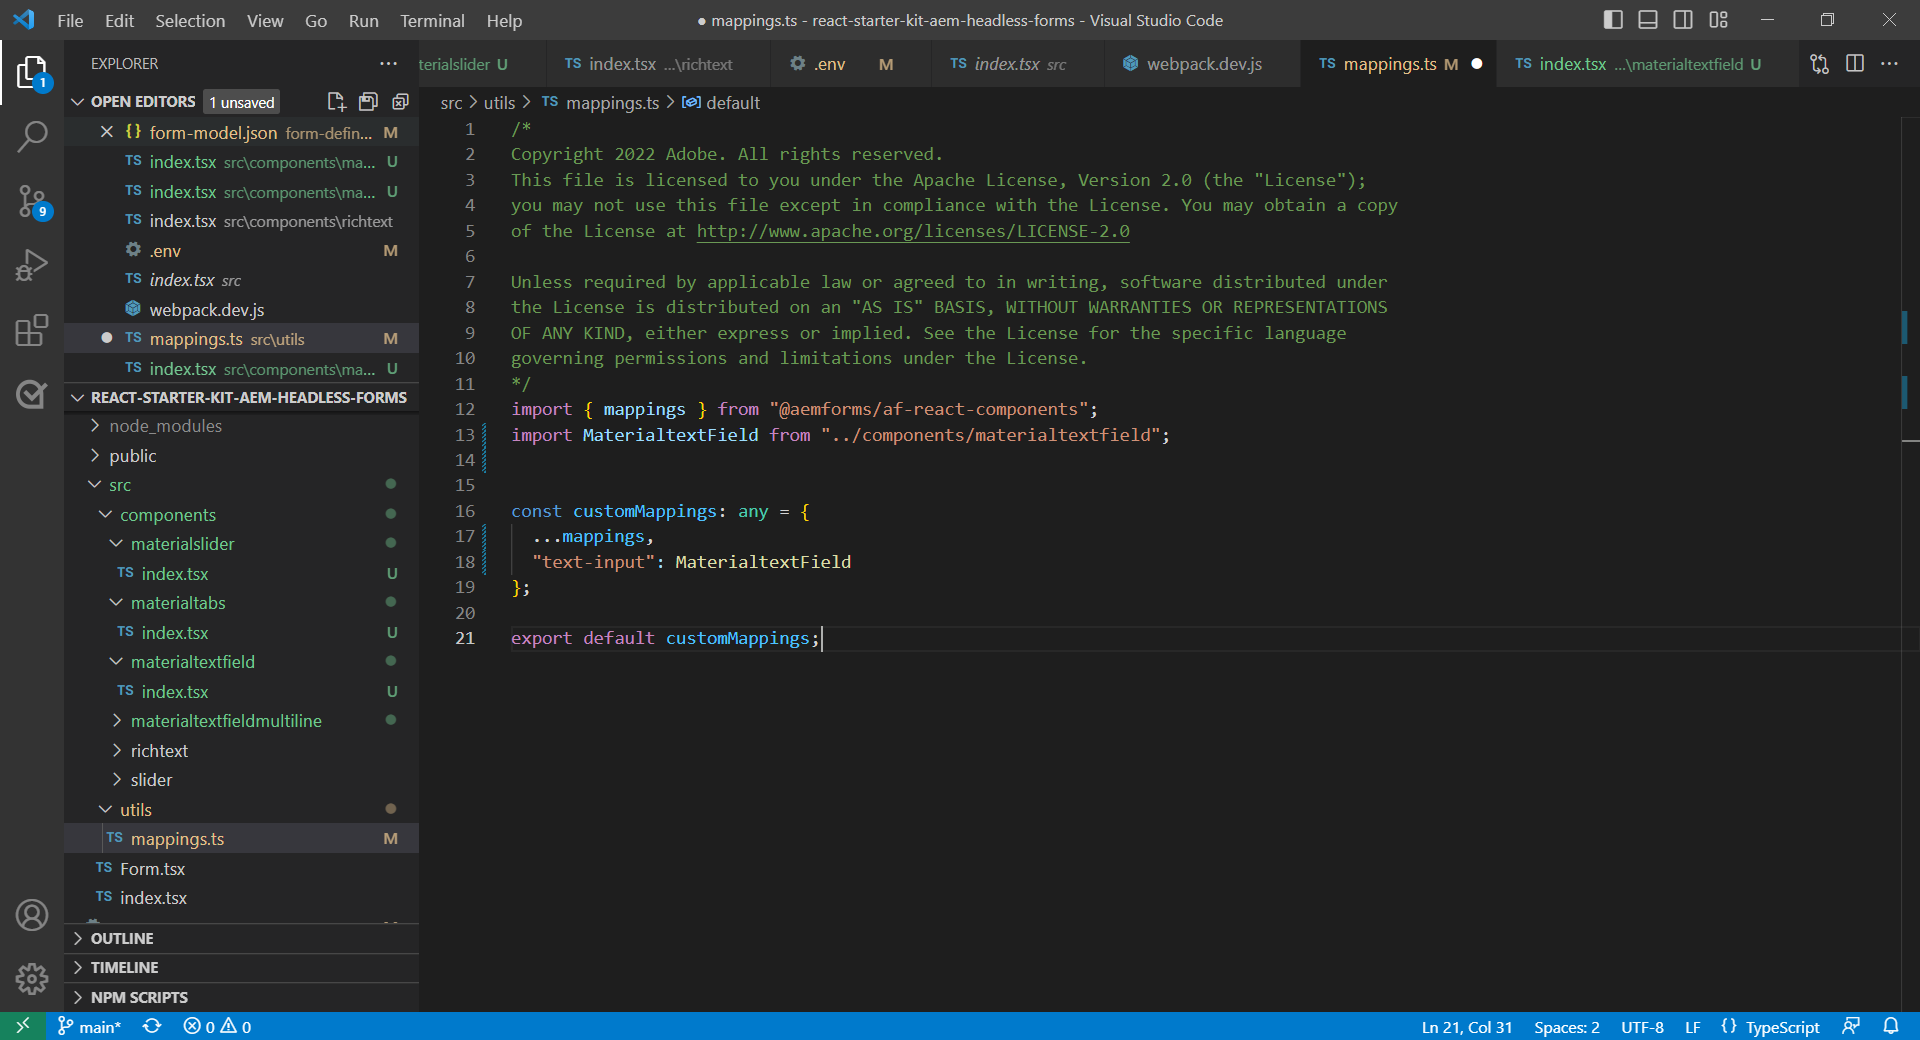 File Edit Selection View Go Run Terminal Help
● mappings.ts - react-starter-kit-aem-headless-forms - Visual Studio Code
EXPLORER
terialslider U
TS index.tsx ...\richtext
.env M
TS index.tsx src
webpack.dev.js
TS mappings.ts M
TS index.tsx ...\materialtextfield U
1
OPEN EDITORS 1 unsaved
{} form-model.json form-defin... M
TS index.tsx src\components\ma... U
TS index.tsx src\components\ma... U
TS index.tsx src\components\richtext
.env M
TS index.tsx src
webpack.dev.js
TS mappings.ts src\utils M
TS index.tsx src\components\ma... U
9
REACT-STARTER-KIT-AEM-HEADLESS-FORMS
node_modules
public
src
components
materialslider
TS index.tsx U
materialtabs
TS index.tsx U
materialtextfield
TS index.tsx U
materialtextfieldmultiline
richtext
slider
utils
TS mappings.ts M
TS Form.tsx
TS index.tsx
OUTLINE
TIMELINE
NPM SCRIPTS
src > utils > TS mappings.ts > default
1 /*
2 Copyright 2022 Adobe. All rights reserved.
3 This file is licensed to you under the Apache License, Version 2.0 (the "License");
4 you may not use this file except in compliance with the License. You may obtain a copy
5 of the License at http://www.apache.org/licenses/LICENSE-2.0
6
7 Unless required by applicable law or agreed to in writing, software distributed under
8 the License is distributed on an "AS IS" BASIS, WITHOUT WARRANTIES OR REPRESENTATIONS
9 OF ANY KIND, either express or implied. See the License for the specific language
10 governing permissions and limitations under the License.
11 */
12 import { mappings } from "@aemforms/af-react-components";
13 import MaterialtextField from "../components/materialtextfield";
14
15
16 const customMappings: any = {
17 ...mappings,
18 "text-input": MaterialtextField
19 };
20
21 export default customMappings;
main* 0 0
Ln 21, Col 31 Spaces: 2 UTF-8 LF {} TypeScript